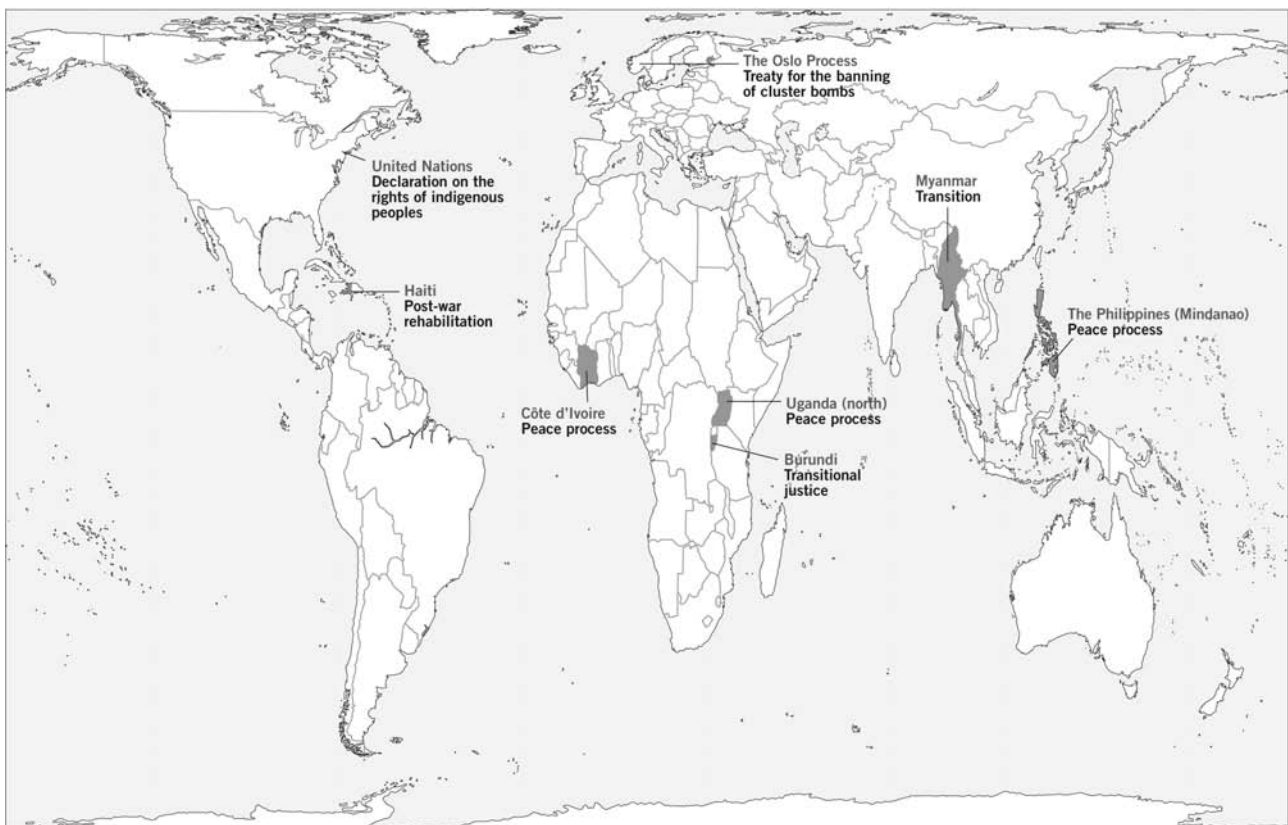 The Oslo Process
Treaty for the banning
of cluster bombs
United Nations
Declaration on the
rights of indigenous
peoples
Myanmar
Transition
Haiti
Post-war
rehabilitation
The Philippines (Mindanao)
Peace process
Côte d'Ivoire
Peace process
Uganda (north)
Peace process
Burundi
Transitional
justice